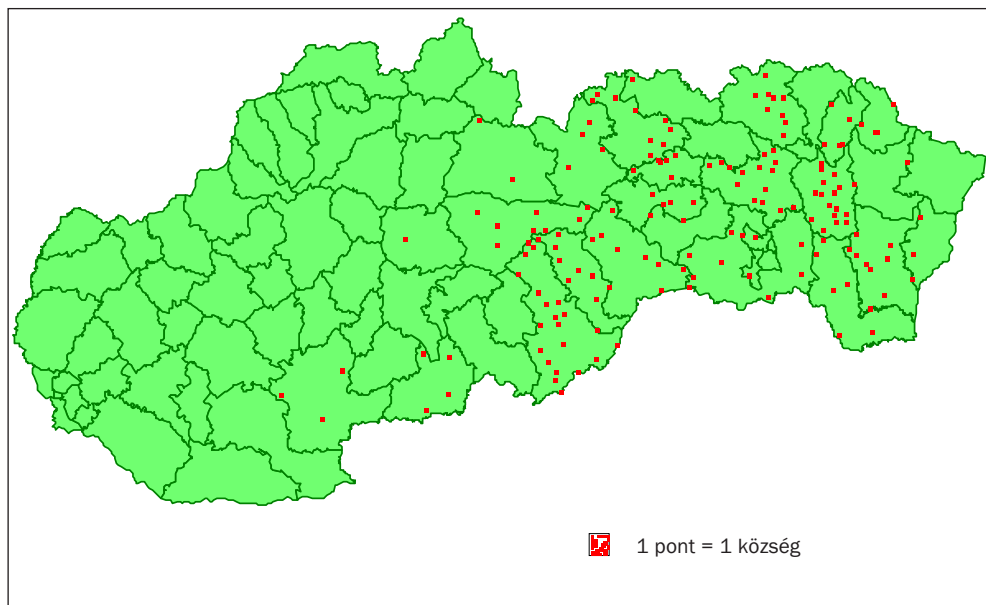 1 pont = 1 község